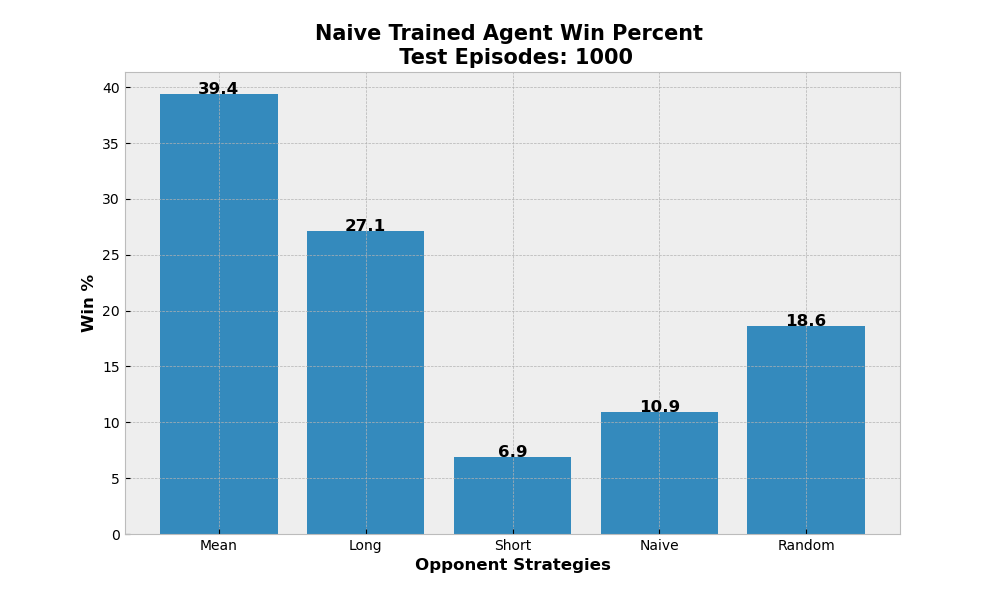 Naive Trained Agent Win Percent
Test Episodes: 1000
40
35
30
25
20
15
10
5
0
Win %
39.4
27.1
6.9
10.9
18.6
Mean
Long
Short
Naive
Random
Opponent Strategies